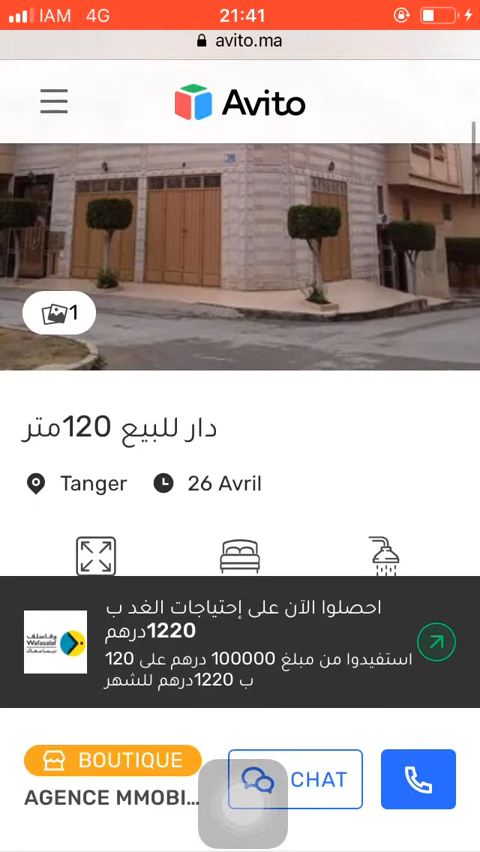 IAM 4G 21:41
avito.ma
Avito
1
دار للبيع 120متر
Tanger 26 Avril
احصلوا الآن على إحتياجات الغد ب
1220درهم
استفيدوا من مبلغ 100000 درهم على 120
ب 1220درهم للشهر
وفاسلف
Wafasalaf
BOUTIQUE
CHAT
AGENCE MMOBI...